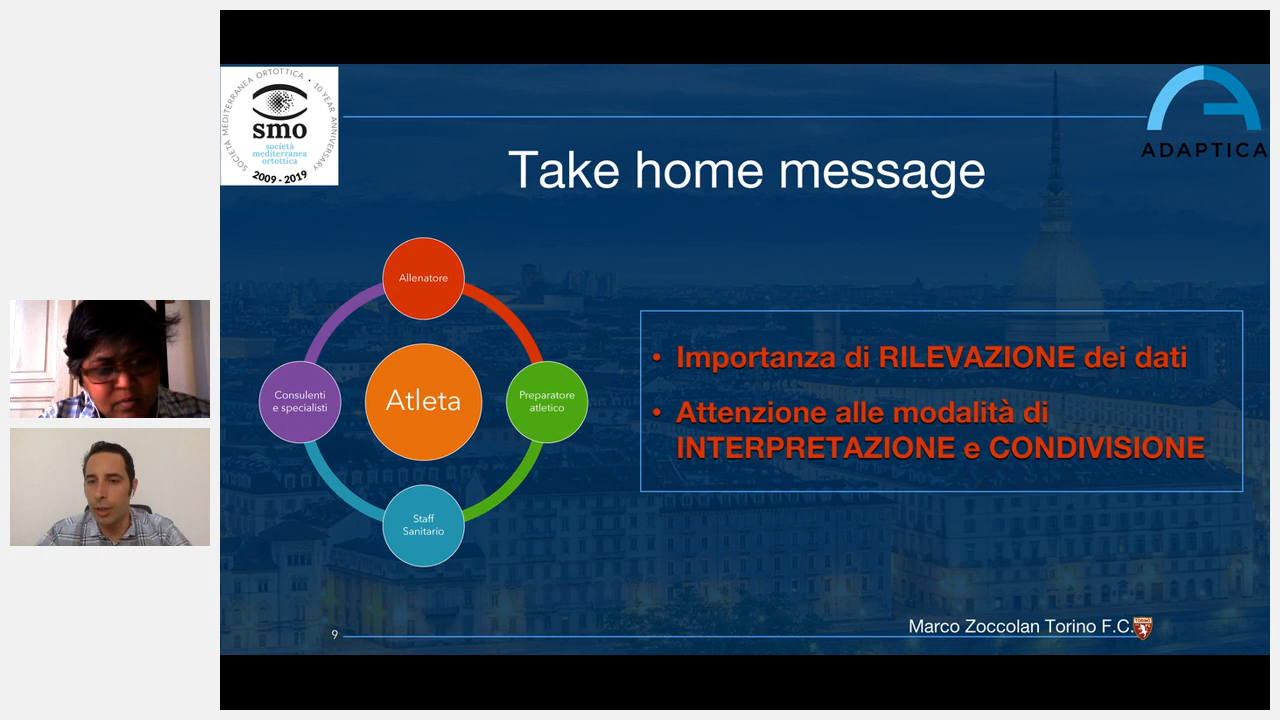 SOCIETÀ MEDITERRANEA ORTOTTICA • 10 YEAR ANNIVERSARY
smo
società
mediterranea
ortottica
2009 - 2019
ADAPTICA
Take home message
Allenatore
Consulenti
e specialisti
Atleta
Preparatore
atletico
Staff
Sanitario
• Importanza di RILEVAZIONE dei dati
• Attenzione alle modalità di
INTERPRETAZIONE e CONDIVISIONE
9
Marco Zoccolan Torino F.C.
TORINO